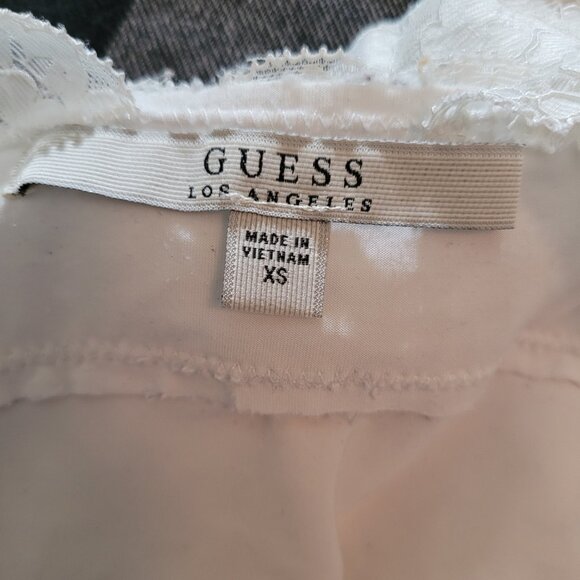 GUESS
LOS ANGELES
MADE IN
VIETNAM
XS